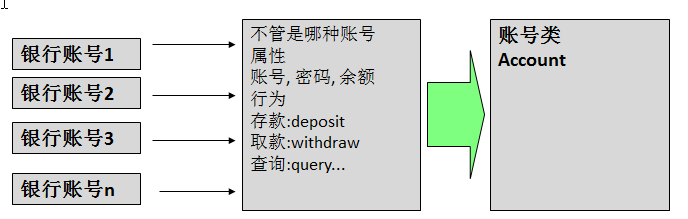 银行账号1
银行账号2
银行账号3
银行账号n
不管是哪种账号
属性
账号, 密码, 余额
行为
存款:deposit
取款:withdraw
查询:query...
账号类
Account